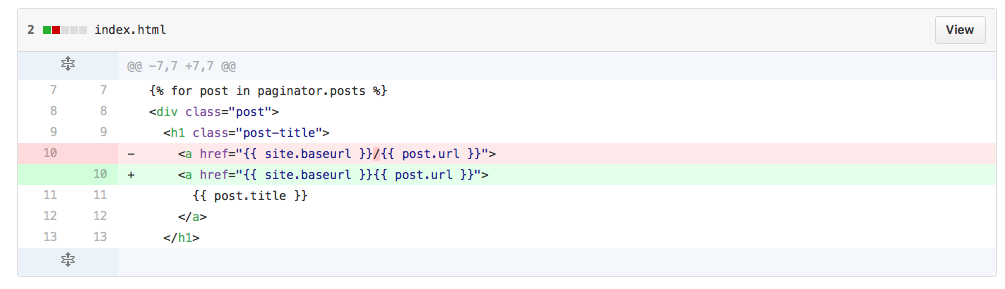 2 index.html View
@@ -7,7 +7,7 @@
7 7 {% for post in paginator.posts %}
8 8 <div class="post">
9 9 <h1 class="post-title">
10 - <a href="{{ site.baseurl }}/{{ post.url }}">
10 + <a href="{{ site.baseurl }}{{ post.url }}">
11 11 {{ post.title }}
12 12 </a>
13 13 </h1>